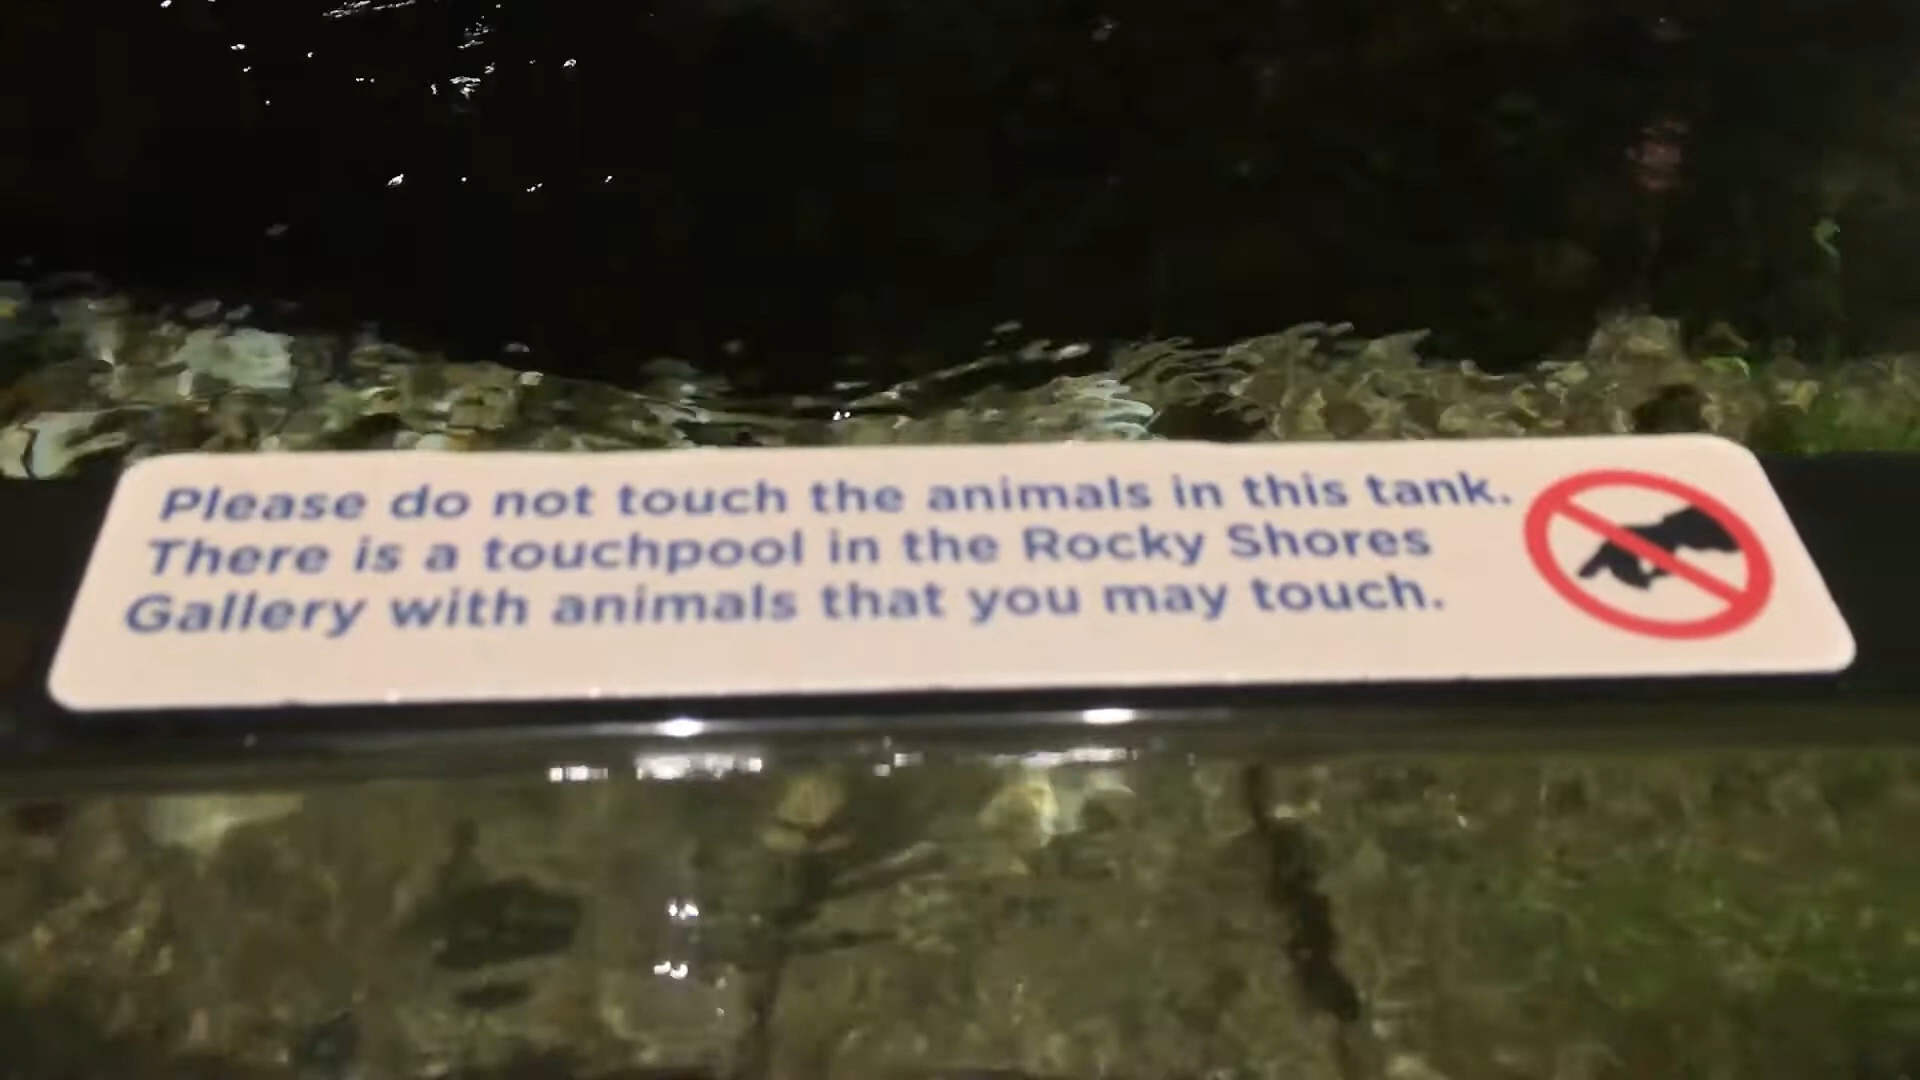 Please do not touch the animals in this tank.
There is a touchpool in the Rocky Shores
Gallery with animals that you may touch.